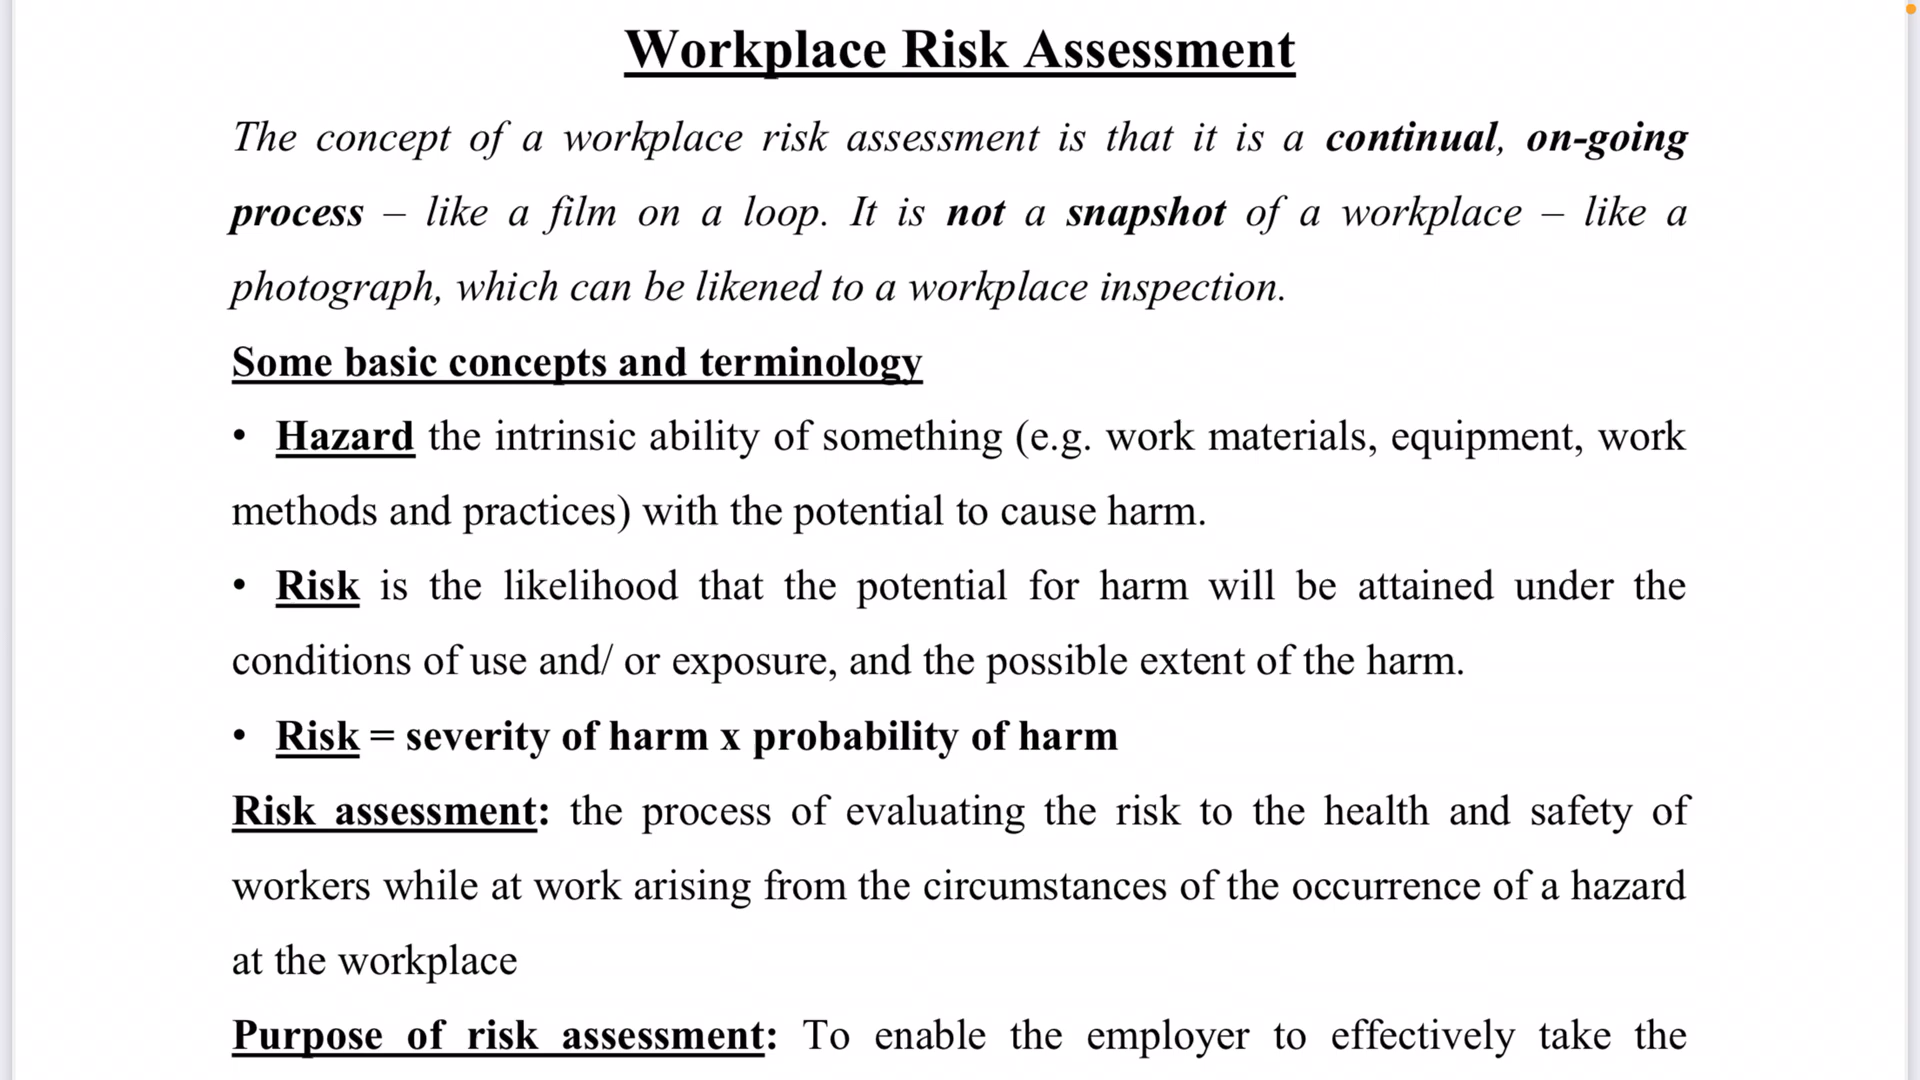 Workplace Risk Assessment
The concept of a workplace risk assessment is that it is a continual, on-going
process – like a film on a loop. It is not a snapshot of a workplace – like a
photograph, which can be likened to a workplace inspection.
Some basic concepts and terminology
• Hazard the intrinsic ability of something (e.g. work materials, equipment, work
methods and practices) with the potential to cause harm.
• Risk is the likelihood that the potential for harm will be attained under the
conditions of use and/ or exposure, and the possible extent of the harm.
• Risk = severity of harm x probability of harm
Risk assessment: the process of evaluating the risk to the health and safety of
workers while at work arising from the circumstances of the occurrence of a hazard
at the workplace
Purpose of risk assessment: To enable the employer to effectively take the